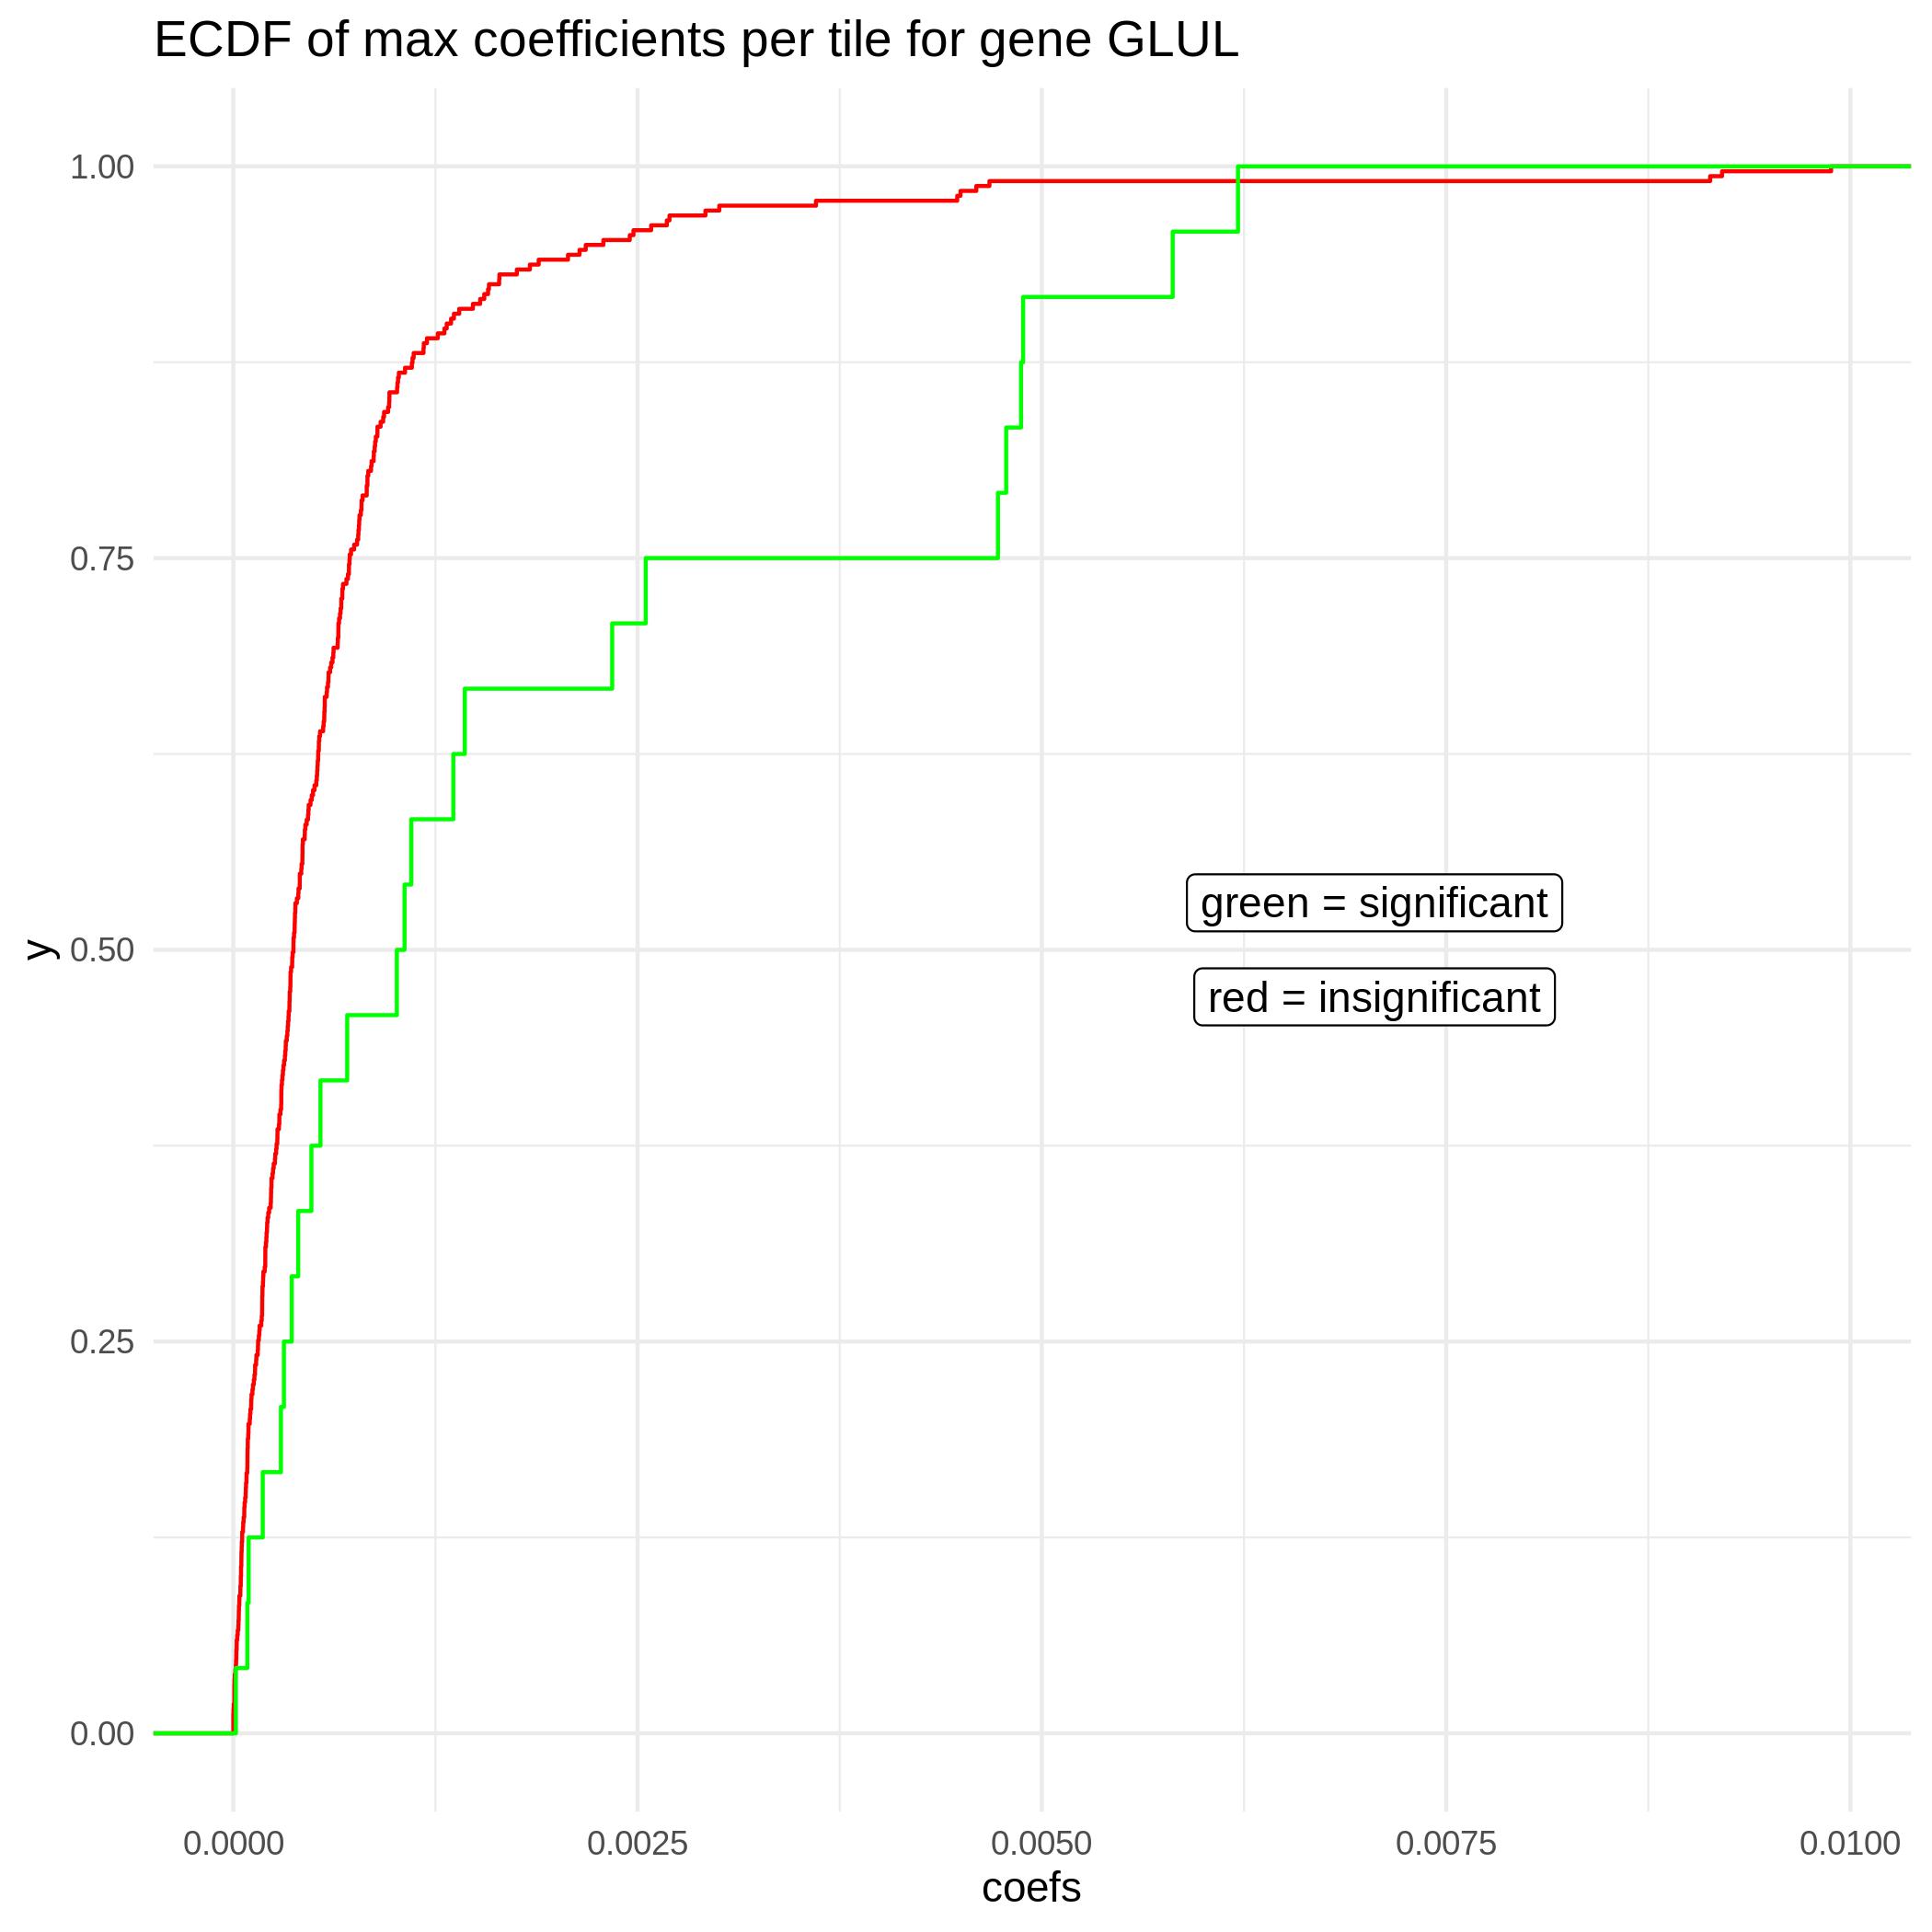 ECDF of max coefficients per tile for gene GLUL
1.00
0.75
green = significant
y
0.50
red = insignificant
0.25
0.00
0.0000 0.0025 0.0050 0.0075 0.0100
coefs